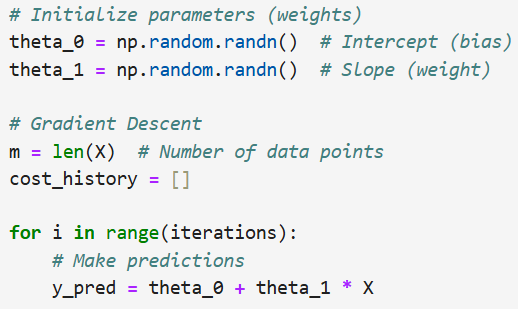 # Initialize parameters (weights)
theta_0 = np.random.randn()  # Intercept (bias)
theta_1 = np.random.randn()  # Slope (weight)

# Gradient Descent
m = len(X)  # Number of data points
cost_history = []

for i in range(iterations):
    # Make predictions
    y_pred = theta_0 + theta_1 * X